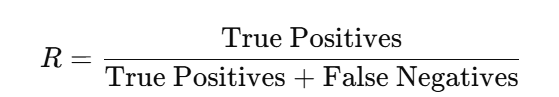 R = True Positives / True Positives + False Negatives